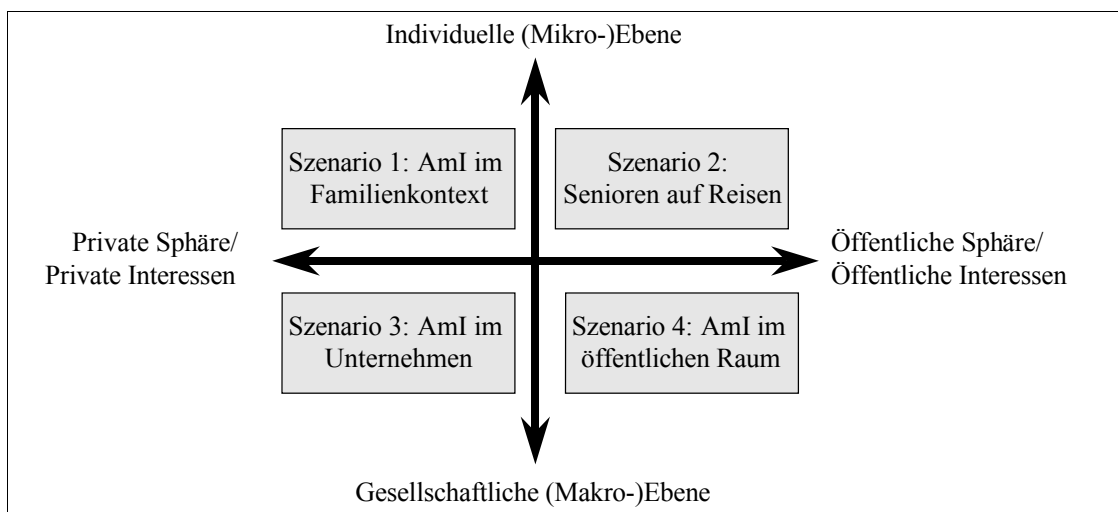 Individuelle (Mikro-)Ebene
Szenario 1: AmI im
Familienkontext
Szenario 2:
Senioren auf Reisen
Private Sphäre/
Private Interessen
Öffentliche Sphäre/
Öffentliche Interessen
Szenario 3: AmI im
Unternehmen
Szenario 4: AmI im
öffentlichen Raum
Gesellschaftliche (Makro-)Ebene